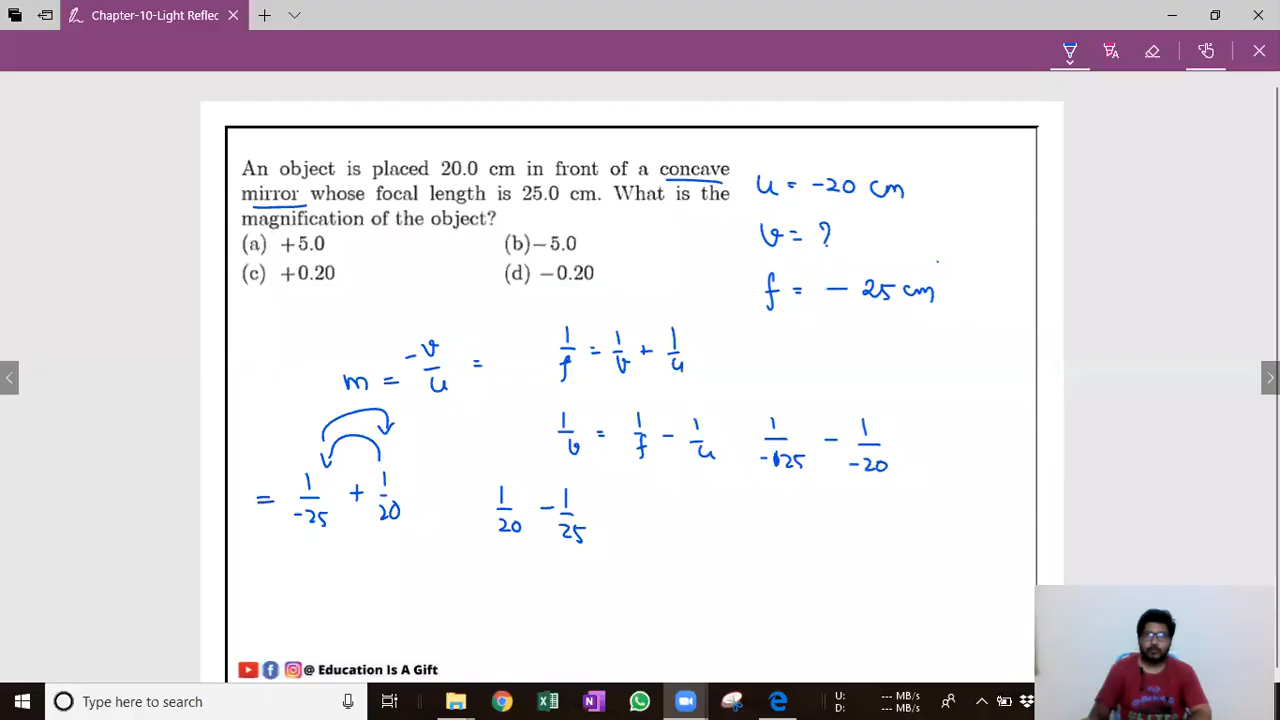 Chapter-10-Light Reflec
An object is placed 20.0 cm in front of a concave
mirror whose focal length is 25.0 cm. What is the
magnification of the object?
(a) +5.0 (b) −5.0
(c) +0.20 (d) −0.20
u = -20 cm
v = ?
f = - 25 cm
m = -v/u =
1/f = 1/v + 1/u
1/v = 1/f - 1/u 1/-25 - 1/-20
= 1/-25 + 1/20 1/20 - 1/25
@ Education Is A Gift
Type here to search
U: --- MB/s
D: --- MB/s